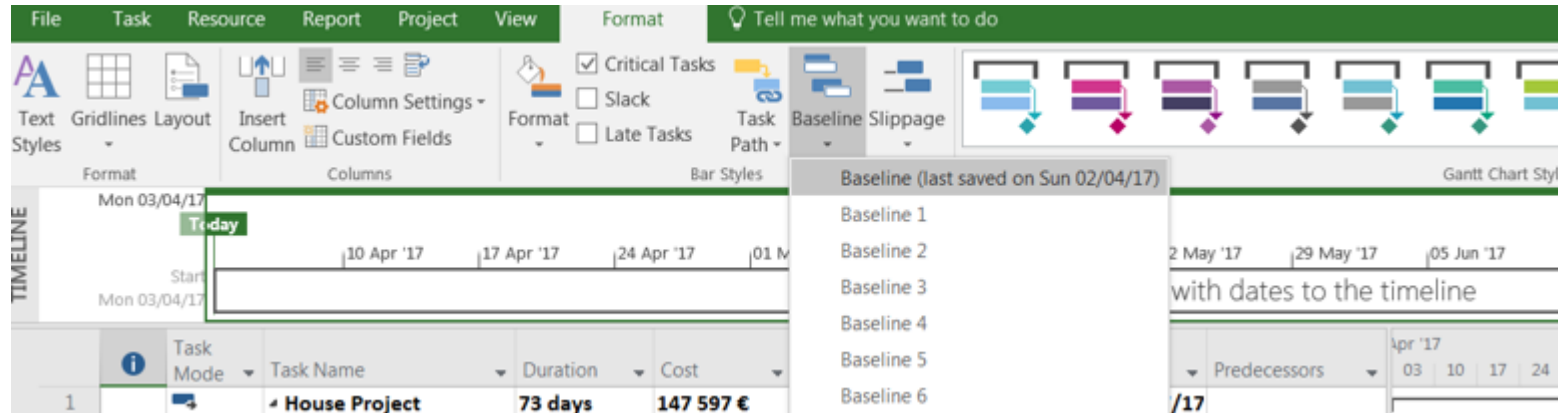 File Task Resource Report Project View Format Tell me what you want to do
Critical Tasks
Column Settings
Slack
Text Gridlines Layout Insert Format Task Baseline Slippage
Custom Fields
Late Tasks
Styles Column Path
Format Columns Bar Styles Gantt Chart
Baseline (last saved on Sun 02/04/17)
Mon 03/04/17
Baseline 1
Today
TIMELINE
10 Apr '17 17 Apr '17 24 Apr '17 01 May '17 29 May '17 05 Jun '17
Baseline 2
Start
Baseline 3
Mon 03/04/17 with dates to the timeline
Baseline 4
Task
Mode Task Name Duration Cost Predecessors
Apr '17
Baseline 5
03 10 17 24
Baseline 6
1 House Project 73 days 147 597 € /17